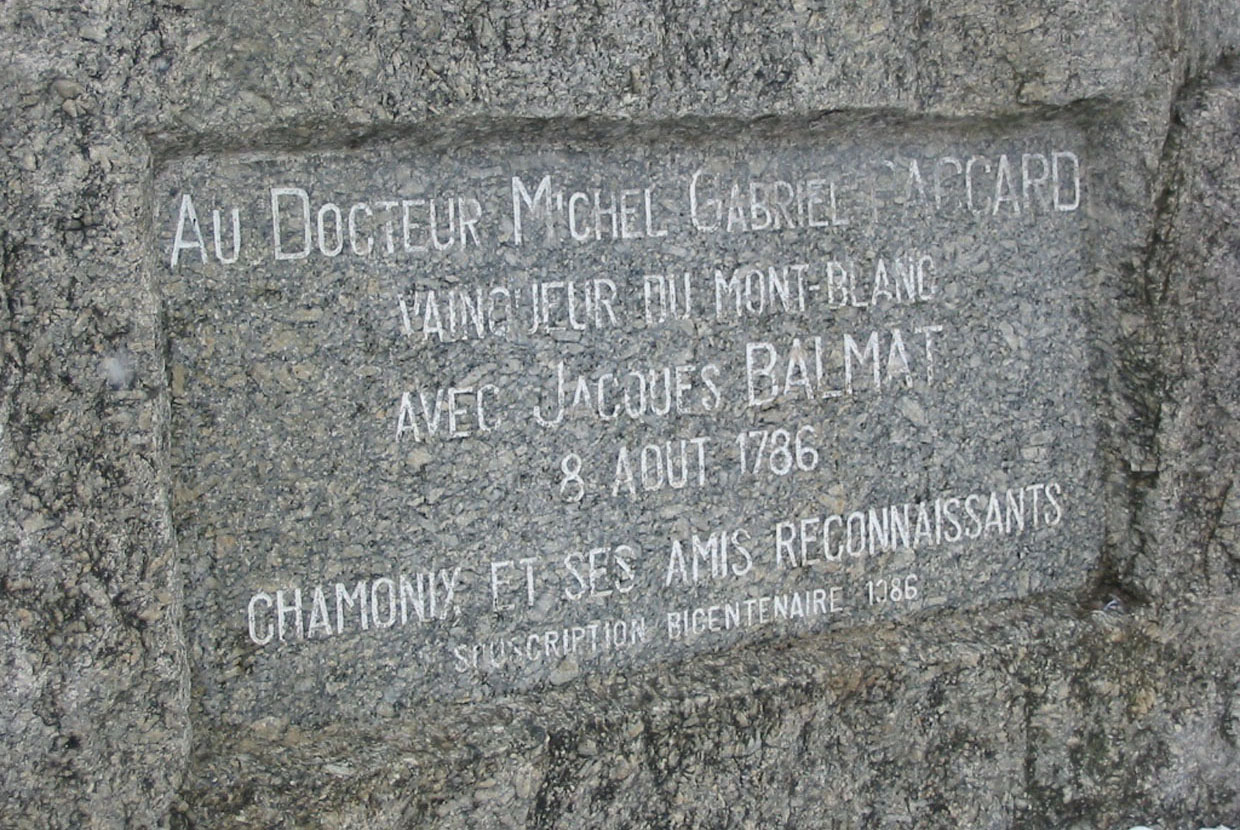 AU DOCTEUR MICHEL GABRIEL PACCARD
VAINQUEUR DU MONT-BLANC
AVEC JACQUES BALMAT
8 AOUT 1786
CHAMONIX ET SES AMIS RECONNAISSANTS
SOUSCRIPTION BICENTENAIRE 1986